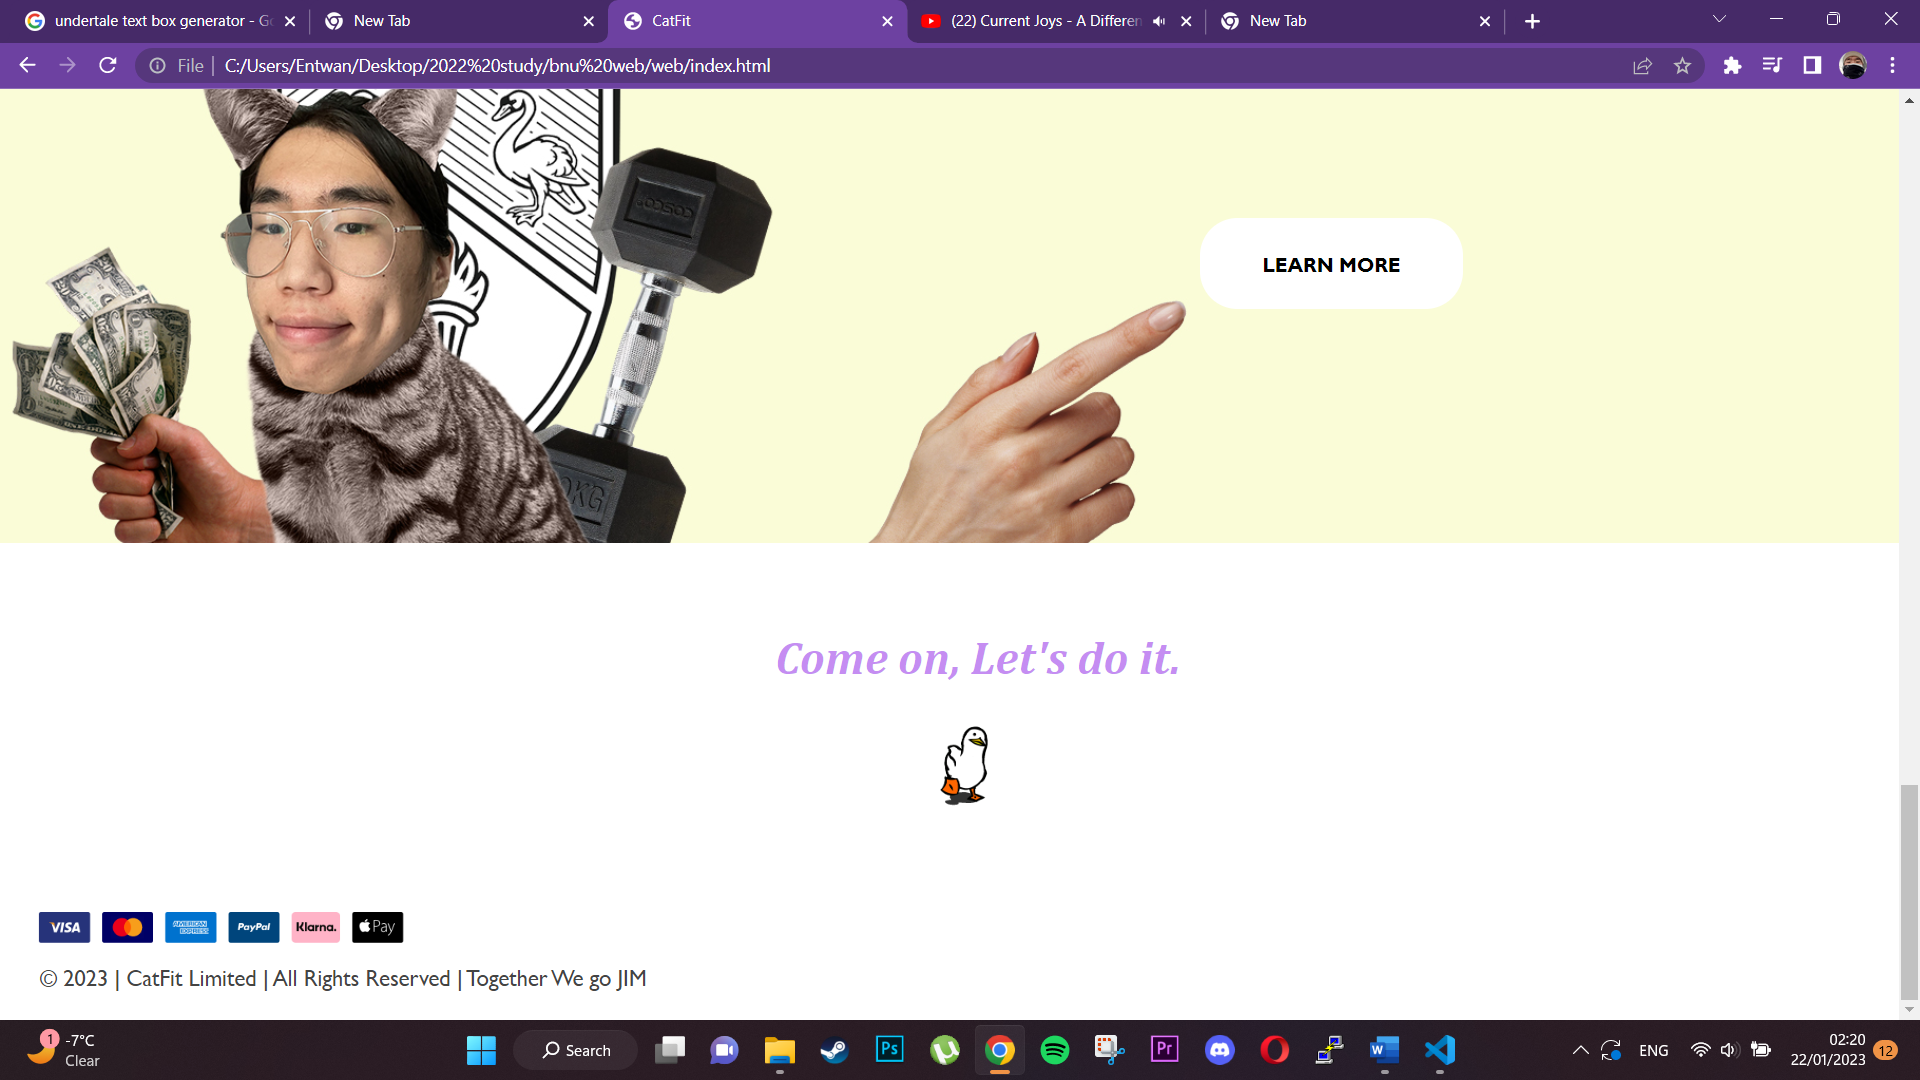 undertale text box generator - Go
New Tab
CatFit
(22) Current Joys - A Differen
New Tab
File
C:/Users/Entwan/Desktop/2022%20study/bnu%20web/web/index.html
LEARN MORE
Come on, Let's do it.
VISA
AMERICAN EXPRESS
PayPal
Klarna.
Pay
© 2023 | CatFit Limited | All Rights Reserved | Together We go JIM
1
-7°C
Clear
Search
Ps
Pr
W
ENG
02:20
22/01/2023
12